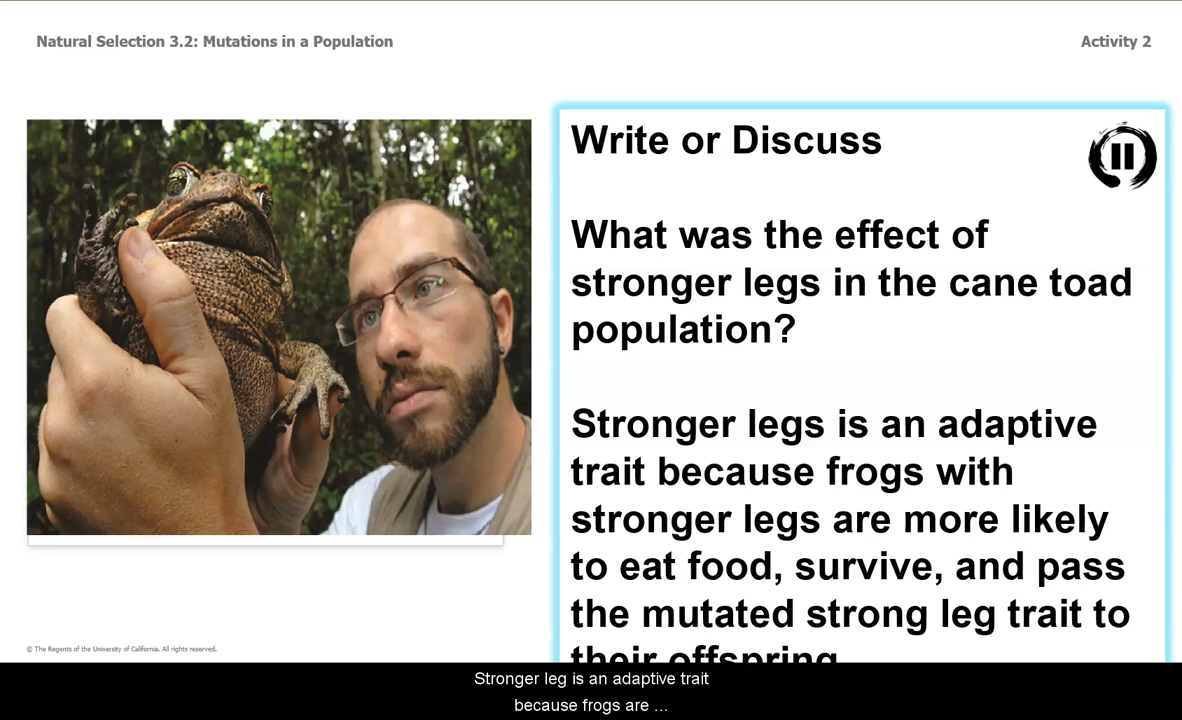 Natural Selection 3.2: Mutations in a Population
Activity 2
Write or Discuss
What was the effect of
stronger legs in the cane toad
population?
Stronger legs is an adaptive
trait because frogs with
stronger legs are more likely
to eat food, survive, and pass
the mutated strong leg trait to
their offspring
© The Regents of the University of California. All rights reserved.
Stronger leg is an adaptive trait
because frogs are ...